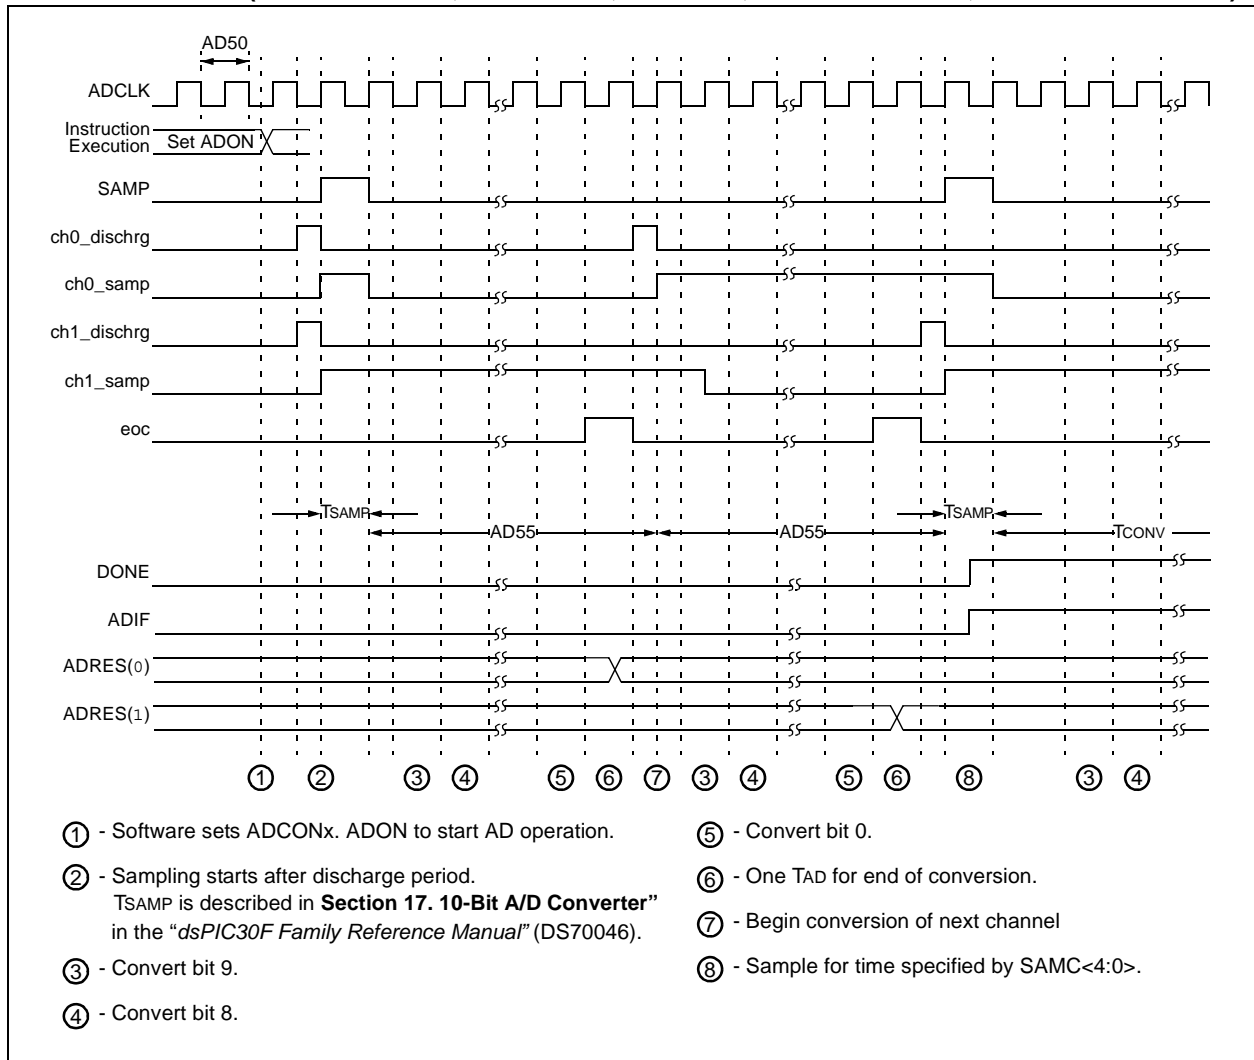 AD50
ADCLK
Instruction
Execution
Set ADON
SAMP
ch0_dischrg
ch0_samp
ch1_dischrg
ch1_samp
eoc
TSAMP
TSAMP
AD55
AD55
TCONV
DONE
ADIF
ADRES(0)
ADRES(1)
1 2 3 4 5 6 7 3 4 5 6 8 3 4
1 - Software sets ADCONx. ADON to start AD operation.
2 - Sampling starts after discharge period.
TSAMP is described in Section 17. 10-Bit A/D Converter”
in the “dsPIC30F Family Reference Manual” (DS70046).
3 - Convert bit 9.
4 - Convert bit 8.
5 - Convert bit 0.
6 - One TAD for end of conversion.
7 - Begin conversion of next channel
8 - Sample for time specified by SAMC<4:0>.